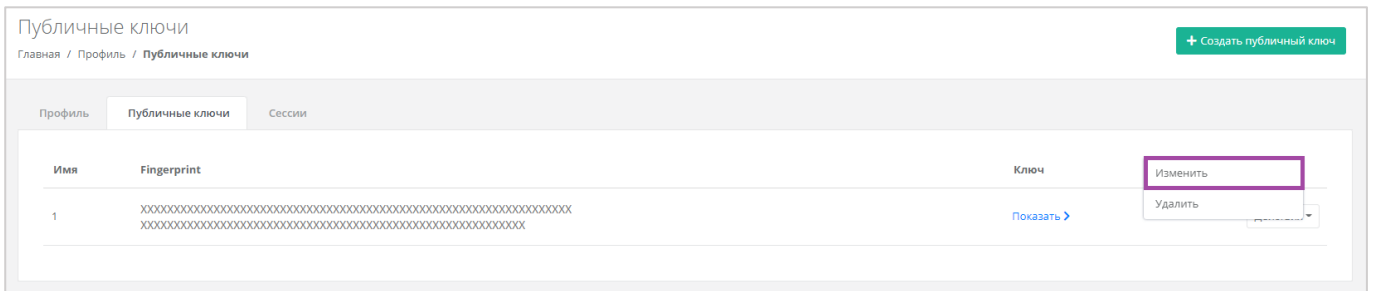 Публичные ключи
Главная / Профиль / Публичные ключи
+ Создать публичный ключ
Профиль Публичные ключи Сессии
Имя Fingerprint Ключ
Изменить
Удалить
1 XXXXXXXXXXXXXXXXXXXXXXXXXXXXXXXXXXXXXXXXXXXXXXXXXXXXXXXXXXXXXXXXX
XXXXXXXXXXXXXXXXXXXXXXXXXXXXXXXXXXXXXXXXXXXXXXXXXXXXXXXXXX
Показать